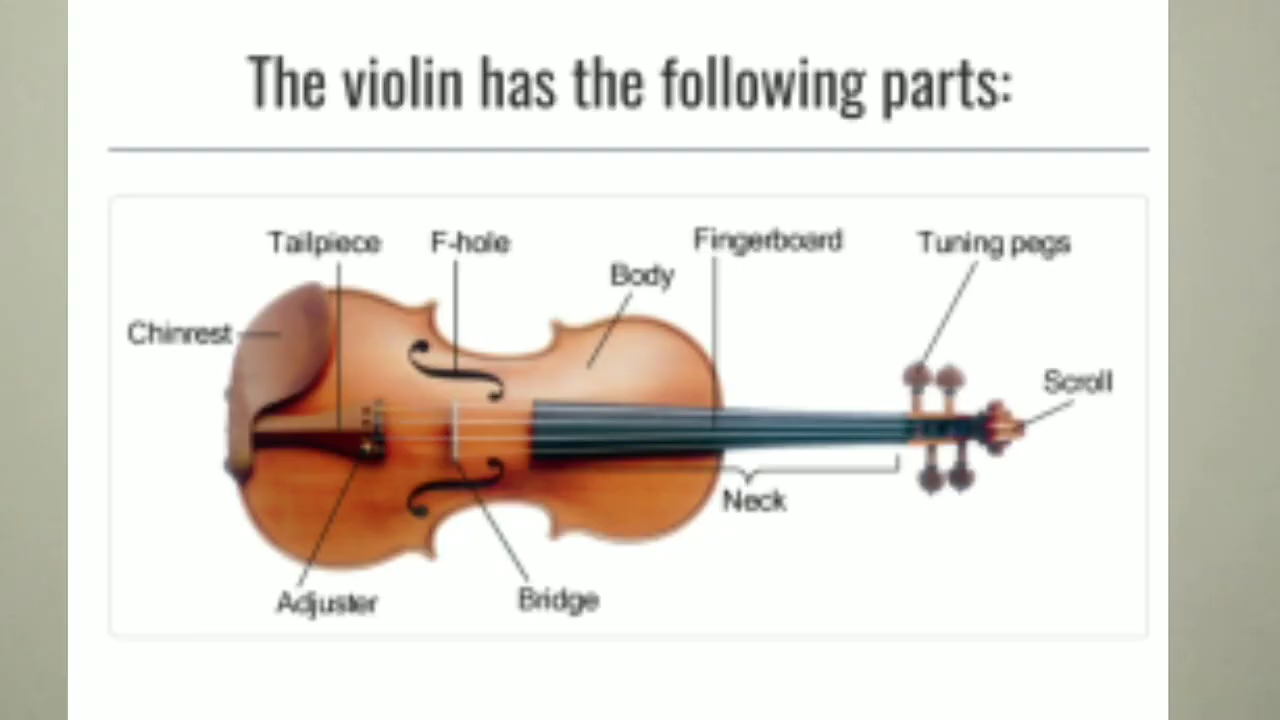 The violin has the following parts:
Tailpiece
F-hole
Fingerboard
Tuning pegs
Body
Chinrest
Scroll
Neck
Adjuster
Bridge